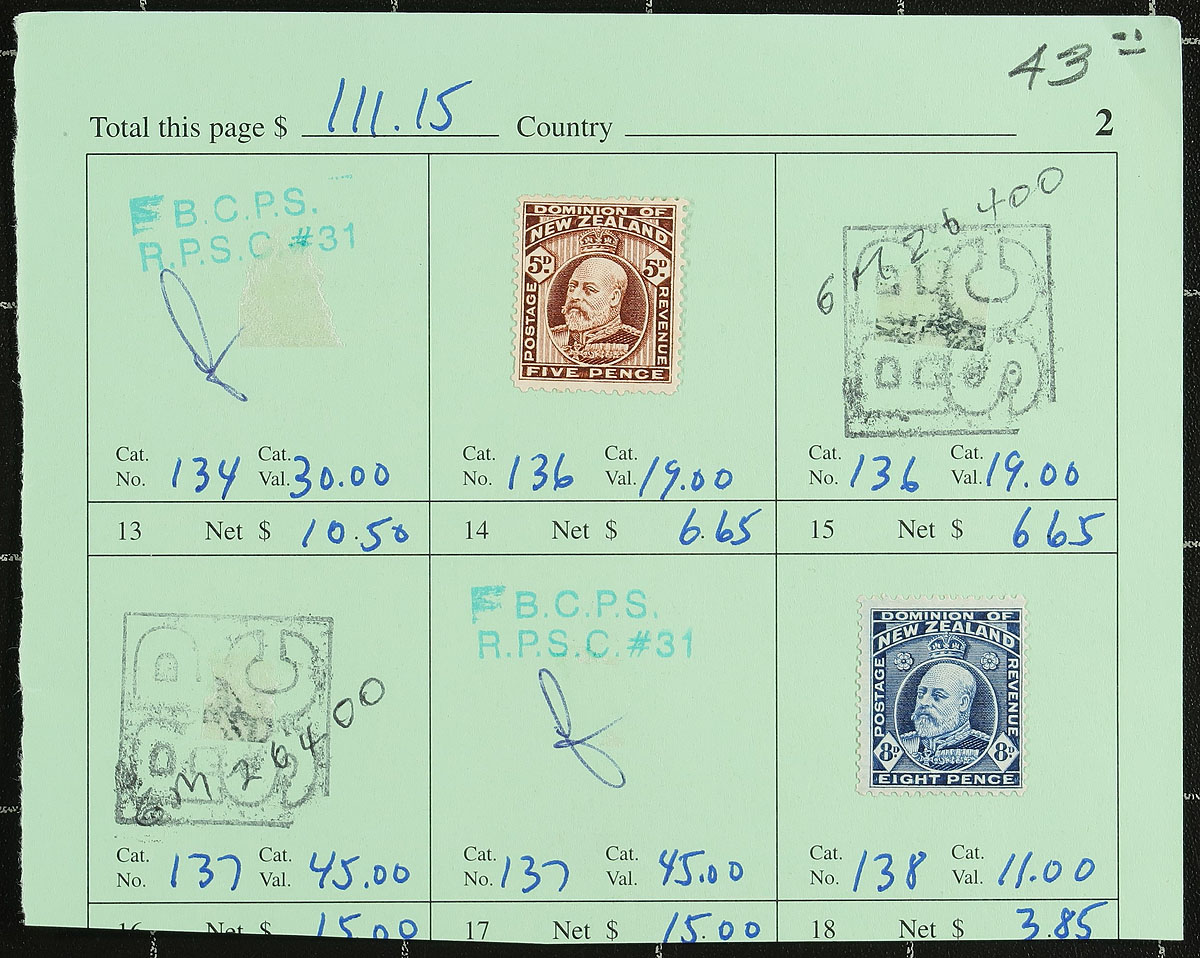 43 =
Total this page $ 111.15 Country 2
B.C.P.S.
R.P.S.C. #31
DOMINION OF
NEW ZEALAND
5D. 5D.
POSTAGE REVENUE
FIVE PENCE
6M26400
Cat. No. 134 Cat. Val. 30.00
Cat. No. 136 Cat. Val. 19.00
Cat. No. 136 Cat. Val. 19.00
13 Net $ 10.50
14 Net $ 6.65
15 Net $ 6 65
6M26400
B.C.P.S.
R.P.S.C. #31
DOMINION OF
NEW ZEALAND
POSTAGE REVENUE
8D. 8D.
EIGHT PENCE
Cat. No. 137 Cat. Val. 45.00
Cat. No. 137 Cat. Val. 45.00
Cat. No. 138 Cat. Val. 11.00
16 Net $ 15.00
17 Net $ 15.00
18 Net $ 3.85